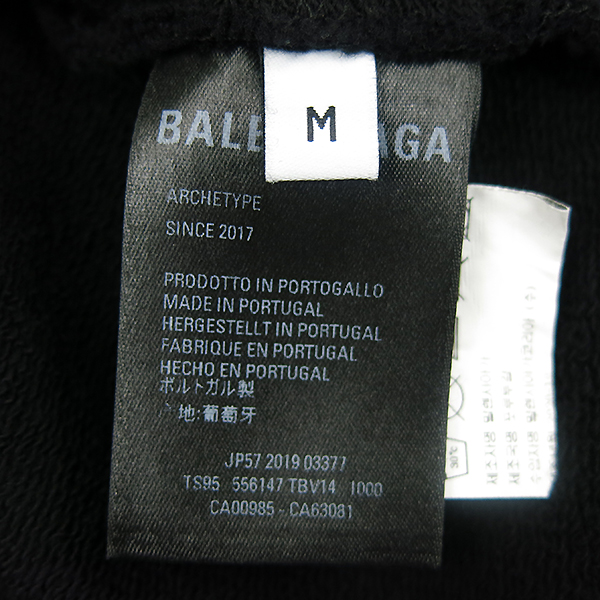 BALE AGA
M
ARCHETYPE
SINCE 2017
PRODOTTO IN PORTOGALLO
MADE IN PORTUGAL
HERGESTELLT IN PORTUGAL
FABRIQUE EN PORTUGAL
HECHO EN PORTUGAL
ポルトガル製
地:葡萄牙
JP57 2019 03377
TS95 556147 TBV14 1000
CA00985 - CA63081
30°C